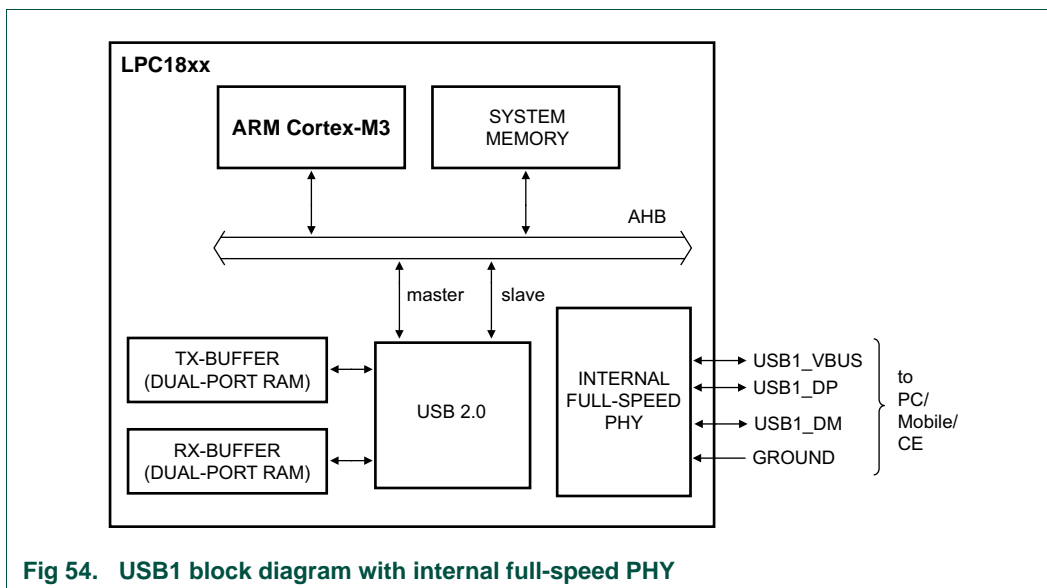 LPC18xx
ARM Cortex-M3
SYSTEM
MEMORY
AHB
master
slave
TX-BUFFER
(DUAL-PORT RAM)
RX-BUFFER
(DUAL-PORT RAM)
USB 2.0
INTERNAL
FULL-SPEED
PHY
USB1_VBUS
USB1_DP
USB1_DM
GROUND
to
PC/
Mobile/
CE
Fig 54. USB1 block diagram with internal full-speed PHY